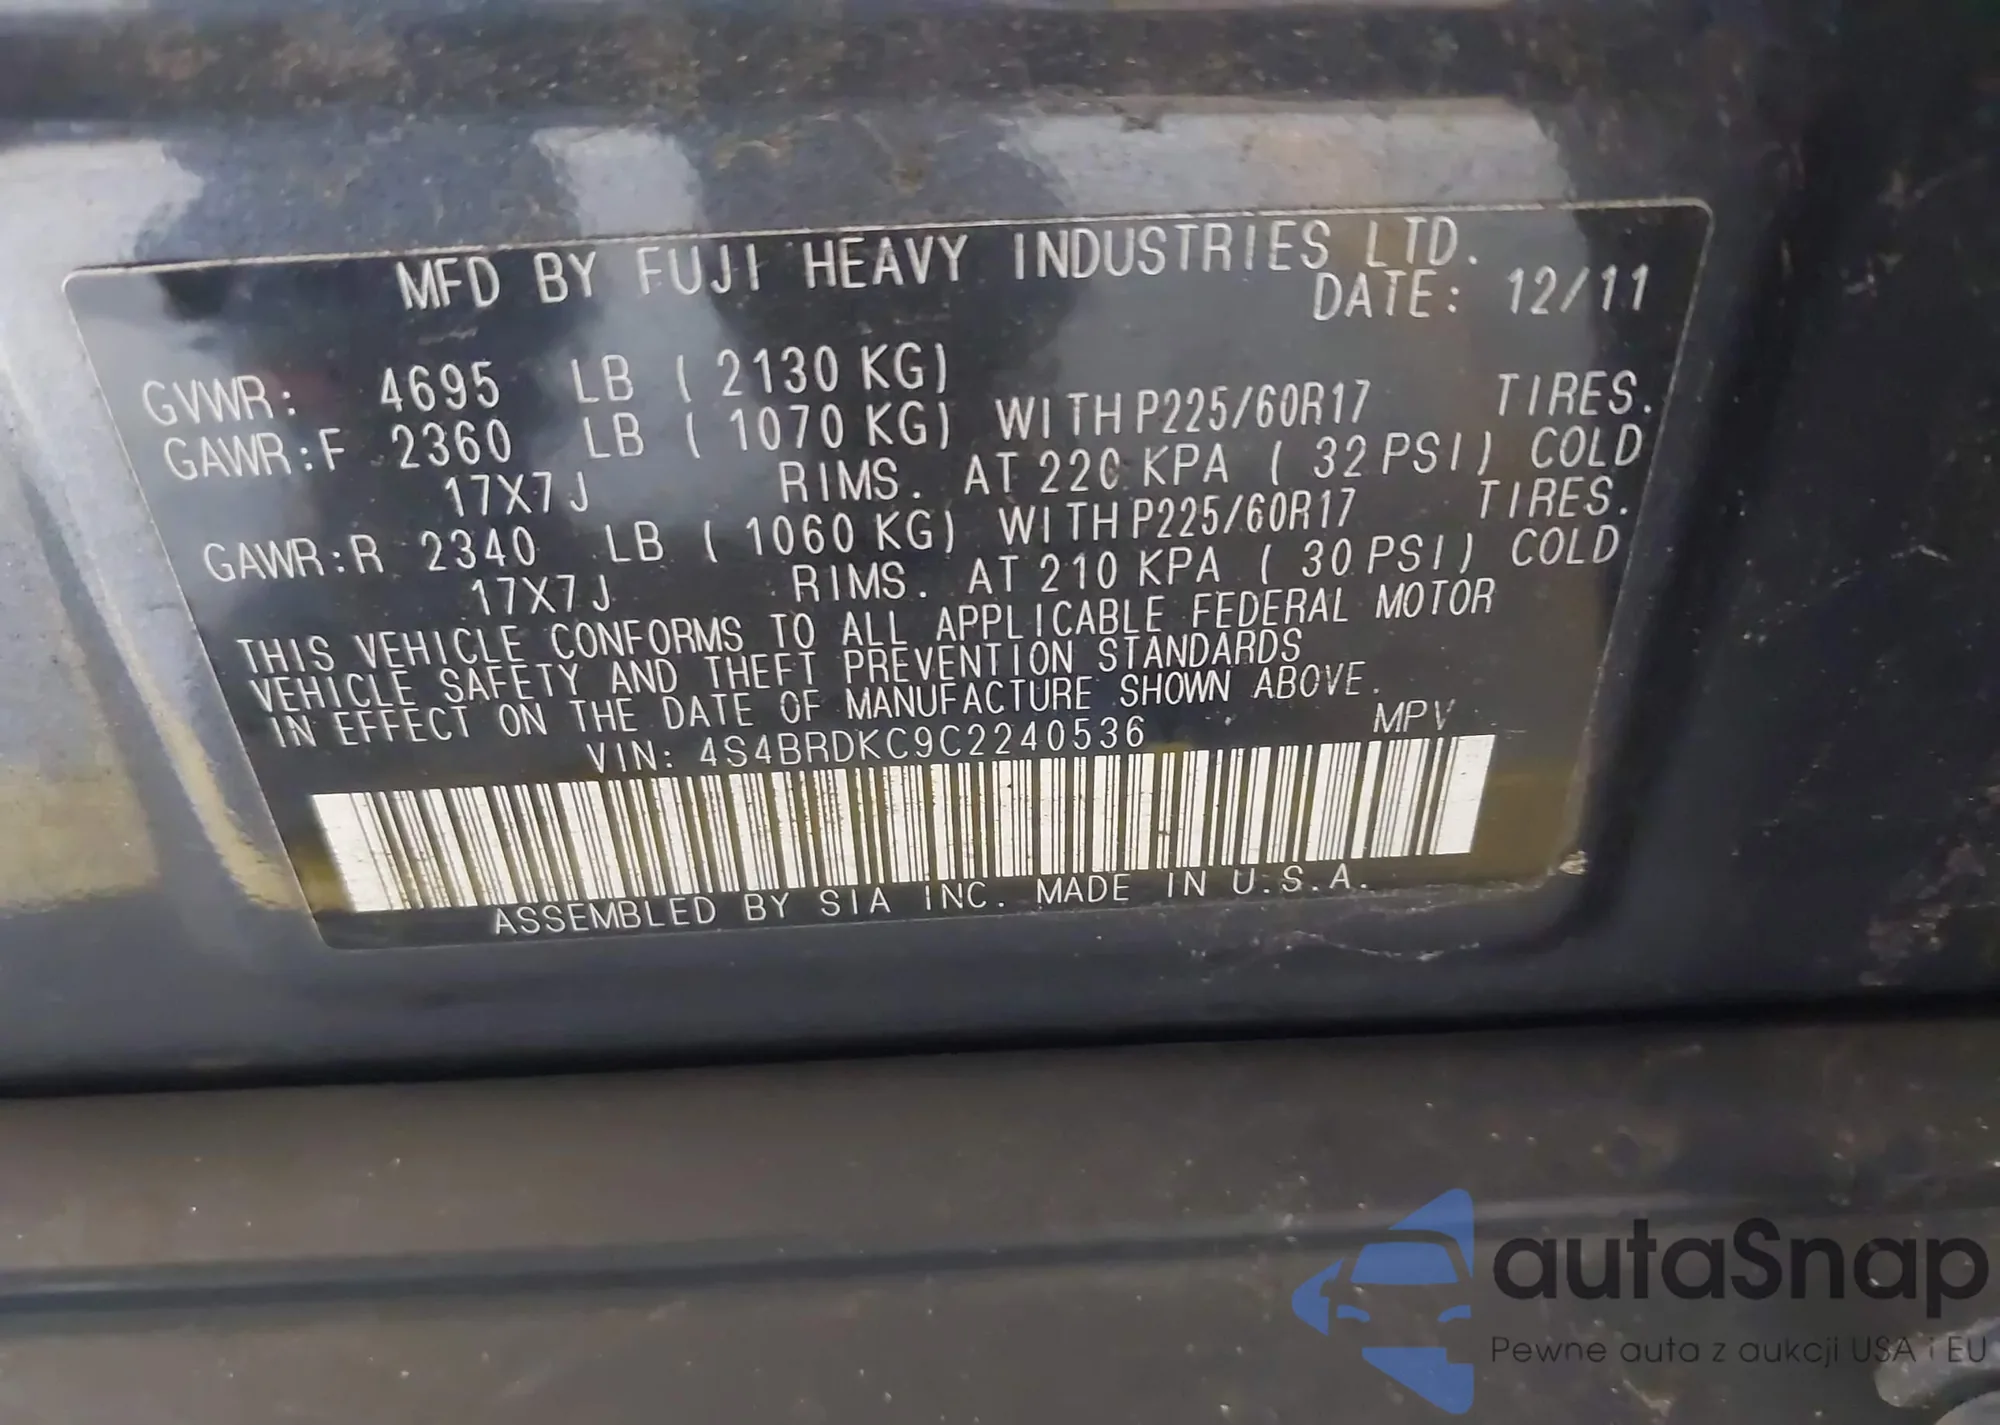 MFD BY FUJI HEAVY INDUSTRIES LTD.
DATE: 12/11
GVWR: 4695 LB ( 2130 KG)
GAWR:F 2360 LB ( 1070 KG) WITH P225/60R17 TIRES.
17X7J RIMS. AT 220 KPA ( 32 PSI) COLD
GAWR:R 2340 LB ( 1060 KG) WITH P225/60R17 TIRES.
17X7J RIMS. AT 210 KPA ( 30 PSI) COLD
THIS VEHICLE CONFORMS TO ALL APPLICABLE FEDERAL MOTOR
VEHICLE SAFETY AND THEFT PREVENTION STANDARDS
IN EFFECT ON THE DATE OF MANUFACTURE SHOWN ABOVE.
VIN: 4S4BRDKC9C2240536 MPV
ASSEMBLED BY SIA INC. MADE IN U.S.A.
autaSnap
Pewne auta z aukcji USA i EU